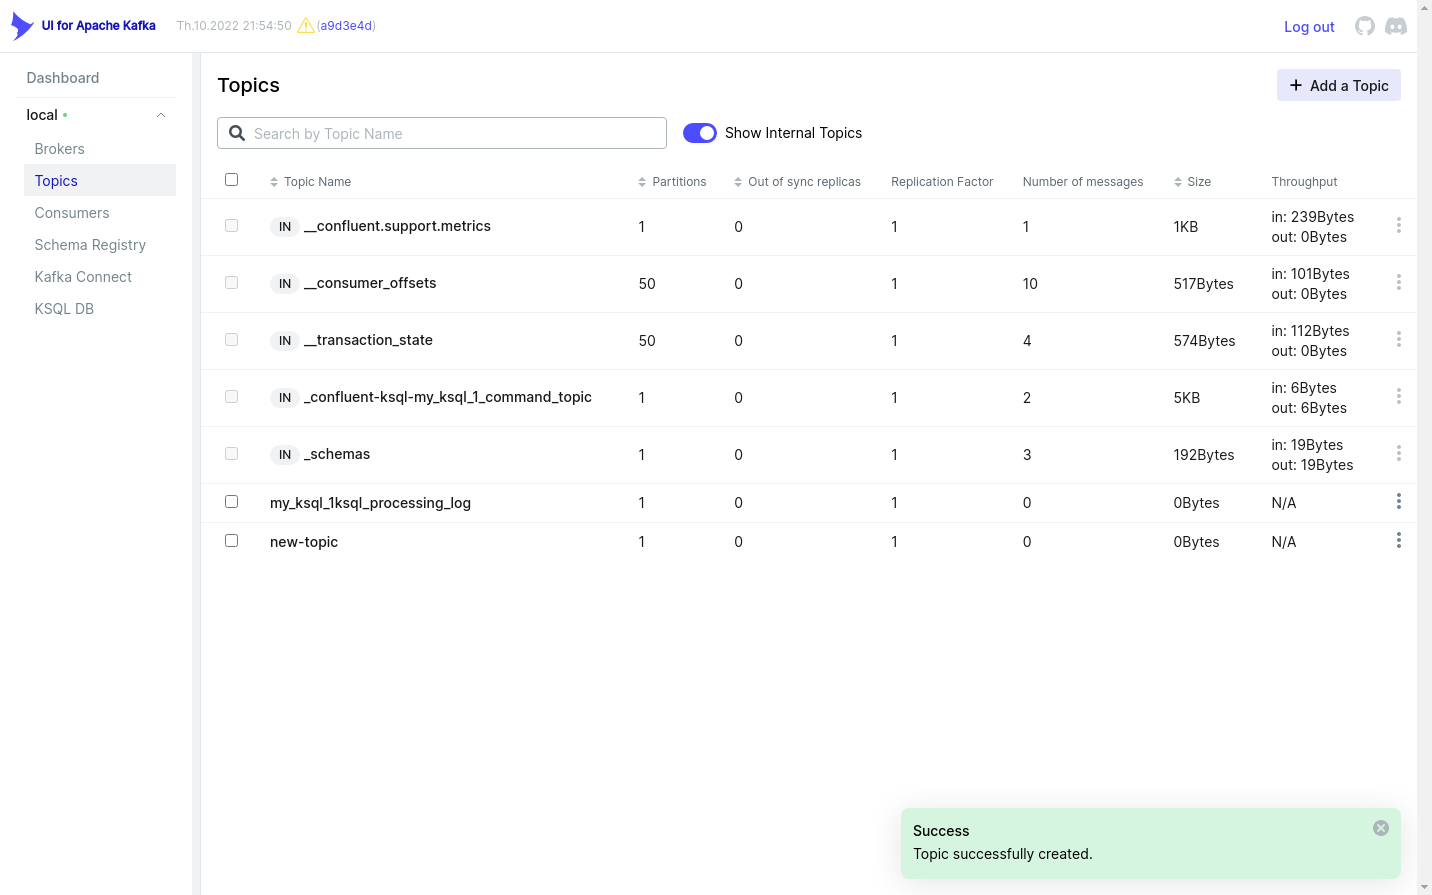 UI for Apache Kafka Th.10.2022 21:54:50 (a9d3e4d) Log out
Dashboard
local
Brokers
Topics
Consumers
Schema Registry
Kafka Connect
KSQL DB
Topics
Add a Topic
Search by Topic Name
Show Internal Topics
Topic Name Partitions Out of sync replicas Replication Factor Number of messages Size Throughput
IN __confluent.support.metrics 1 0 1 1 1KB in: 239Bytes
out: 0Bytes
IN __consumer_offsets 50 0 1 10 517Bytes in: 101Bytes
out: 0Bytes
IN __transaction_state 50 0 1 4 574Bytes in: 112Bytes
out: 0Bytes
IN _confluent-ksql-my_ksql_1_command_topic 1 0 1 2 5KB in: 6Bytes
out: 6Bytes
IN _schemas 1 0 1 3 192Bytes in: 19Bytes
out: 19Bytes
my_ksql_1ksql_processing_log 1 0 1 0 0Bytes N/A
new-topic 1 0 1 0 0Bytes N/A
Success
Topic successfully created.